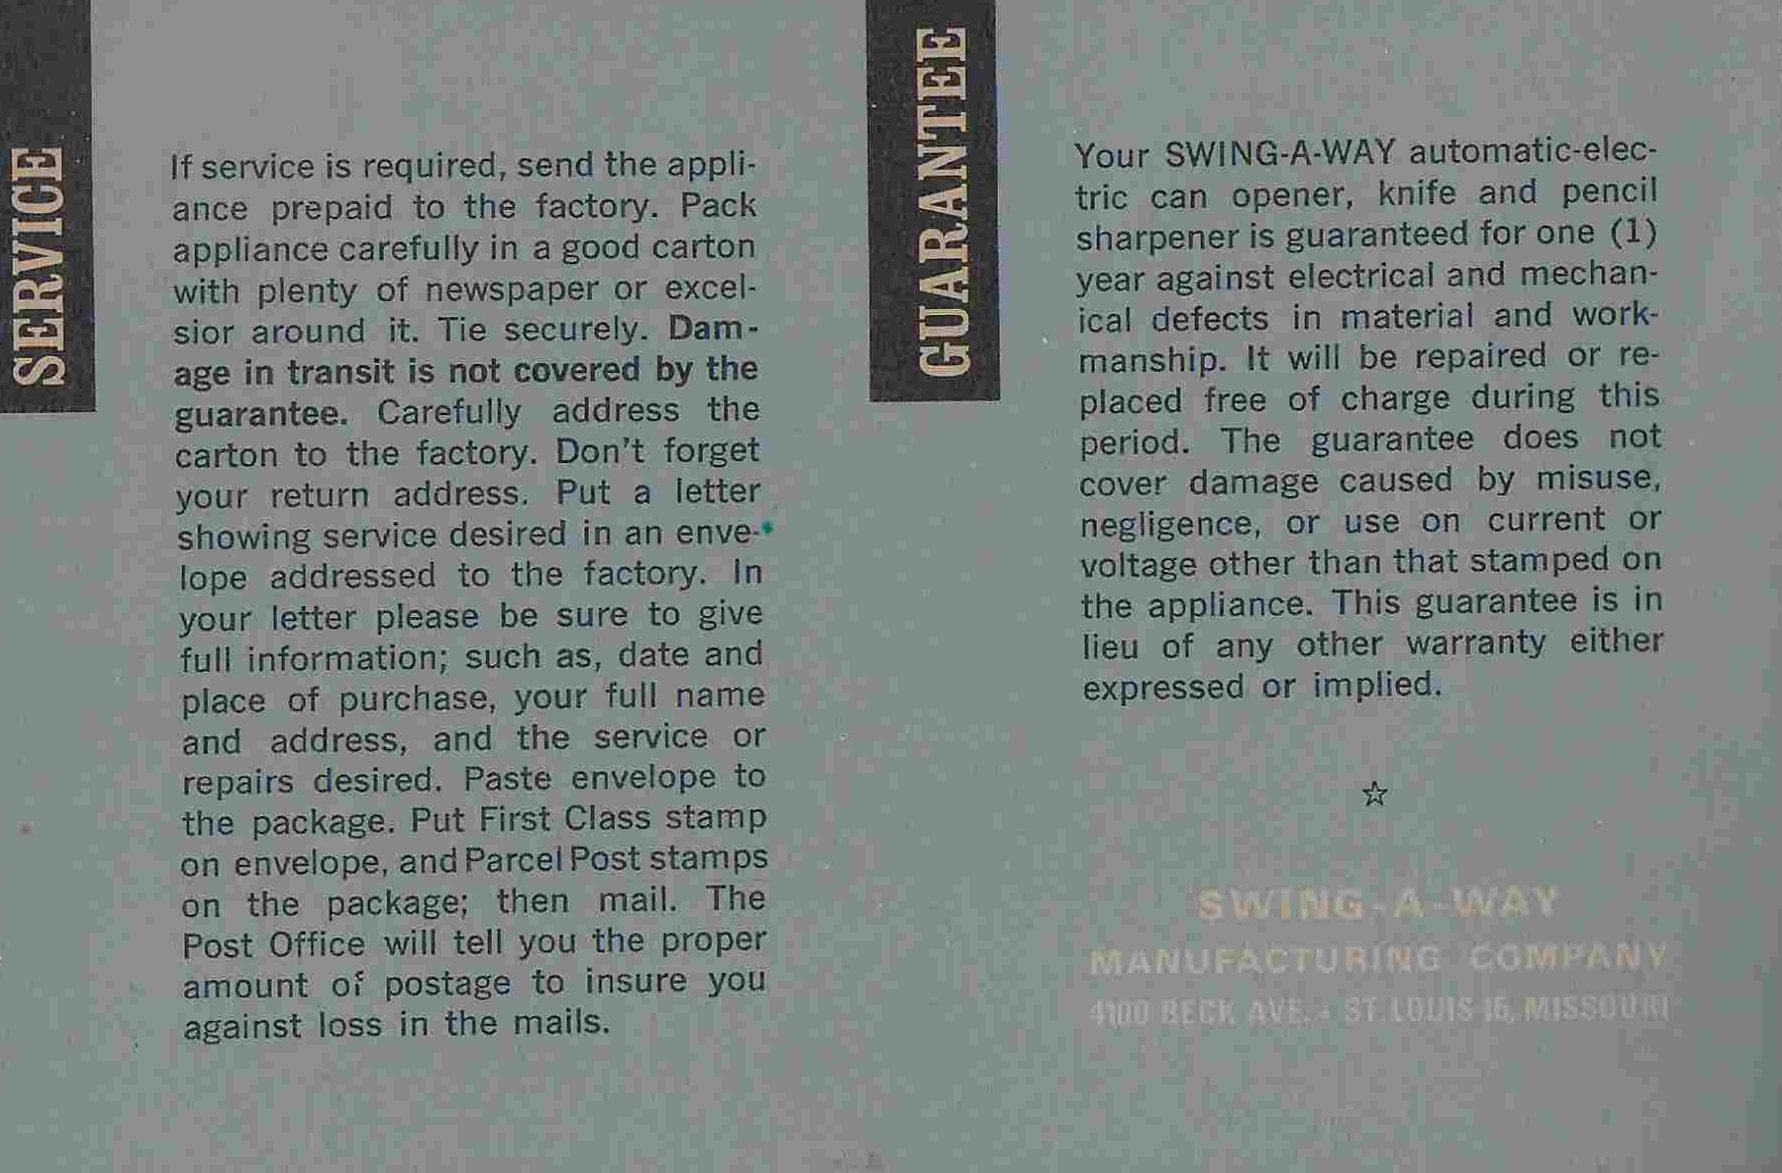 SERVICE
If service is required, send the appli-
ance prepaid to the factory. Pack
appliance carefully in a good carton
with plenty of newspaper or excel-
sior around it. Tie securely. Dam-
age in transit is not covered by the
guarantee. Carefully address the
carton to the factory. Don't forget
your return address. Put a letter
showing service desired in an enve-
lope addressed to the factory. In
your letter please be sure to give
full information; such as, date and
place of purchase, your full name
and address, and the service or
repairs desired. Paste envelope to
the package. Put First Class stamp
on envelope, and Parcel Post stamps
on the package; then mail. The
Post Office will tell you the proper
amount of postage to insure you
against loss in the mails.
GUARANTEE
Your SWING-A-WAY automatic-elec-
tric can opener, knife and pencil
sharpener is guaranteed for one (1)
year against electrical and mechan-
ical defects in material and work-
manship. It will be repaired or re-
placed free of charge during this
period. The guarantee does not
cover damage caused by misuse,
negligence, or use on current or
voltage other than that stamped on
the appliance. This guarantee is in
lieu of any other warranty either
expressed or implied.
☆
SWING-A-WAY
MANUFACTURING COMPANY
4100 BECK AVE. • ST. LOUIS 16, MISSOURI